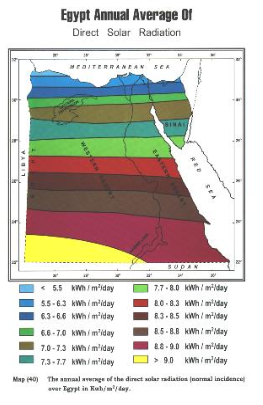 Egypt Annual Average Of
Direct Solar Radiation
MEDITERRANEAN SEA
SINAI
LIBYA
WESTERN DESERT
EASTERN DESERT
RED SEA
SUDAN
< 5.5 kWh / m²/day
5.5 - 6.3 kWh / m²/day
6.3 - 6.6 kWh / m²/day
6.6 - 7.0 kWh / m²/day
7.0 - 7.3 kWh / m²/day
7.3 - 7.7 kWh / m²/day
7.7 - 8.0 kWh / m²/day
8.0 - 8.3 kWh / m²/day
8.3 - 8.5 kWh / m²/day
8.5 - 8.8 kWh / m²/day
8.8 - 9.0 kWh / m²/day
> 9.0 kWh / m²/day
Map (40) The annual average of the direct solar radiation (normal incidence)
over Egypt in Kwh/m²/day.